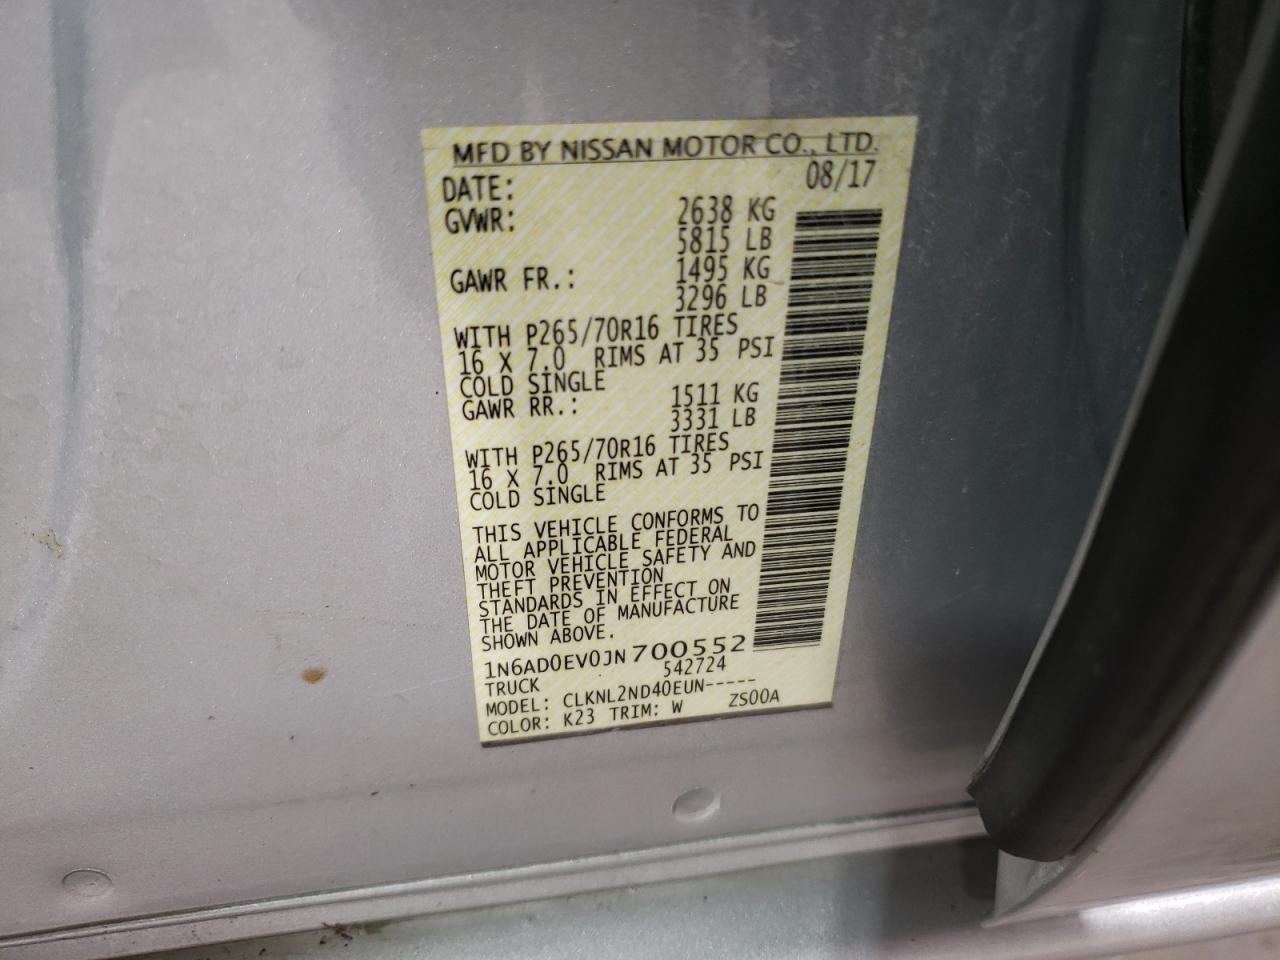 MFD BY NISSAN MOTOR CO., LTD.
DATE: 08/17
GVWR: 2638 KG
5815 LB
GAWR FR.: 1495 KG
3296 LB
WITH P265/70R16 TIRES
16 X 7.0 RIMS AT 35 PSI
COLD SINGLE
GAWR RR.: 1511 KG
3331 LB
WITH P265/70R16 TIRES
16 X 7.0 RIMS AT 35 PSI
COLD SINGLE
THIS VEHICLE CONFORMS TO
ALL APPLICABLE FEDERAL
MOTOR VEHICLE SAFETY AND
THEFT PREVENTION
STANDARDS IN EFFECT ON
THE DATE OF MANUFACTURE
SHOWN ABOVE.
1N6AD0EV0JN700552
542724
TRUCK
MODEL: CLKNL2ND40EUN-----
COLOR: K23 TRIM: W ZS00A